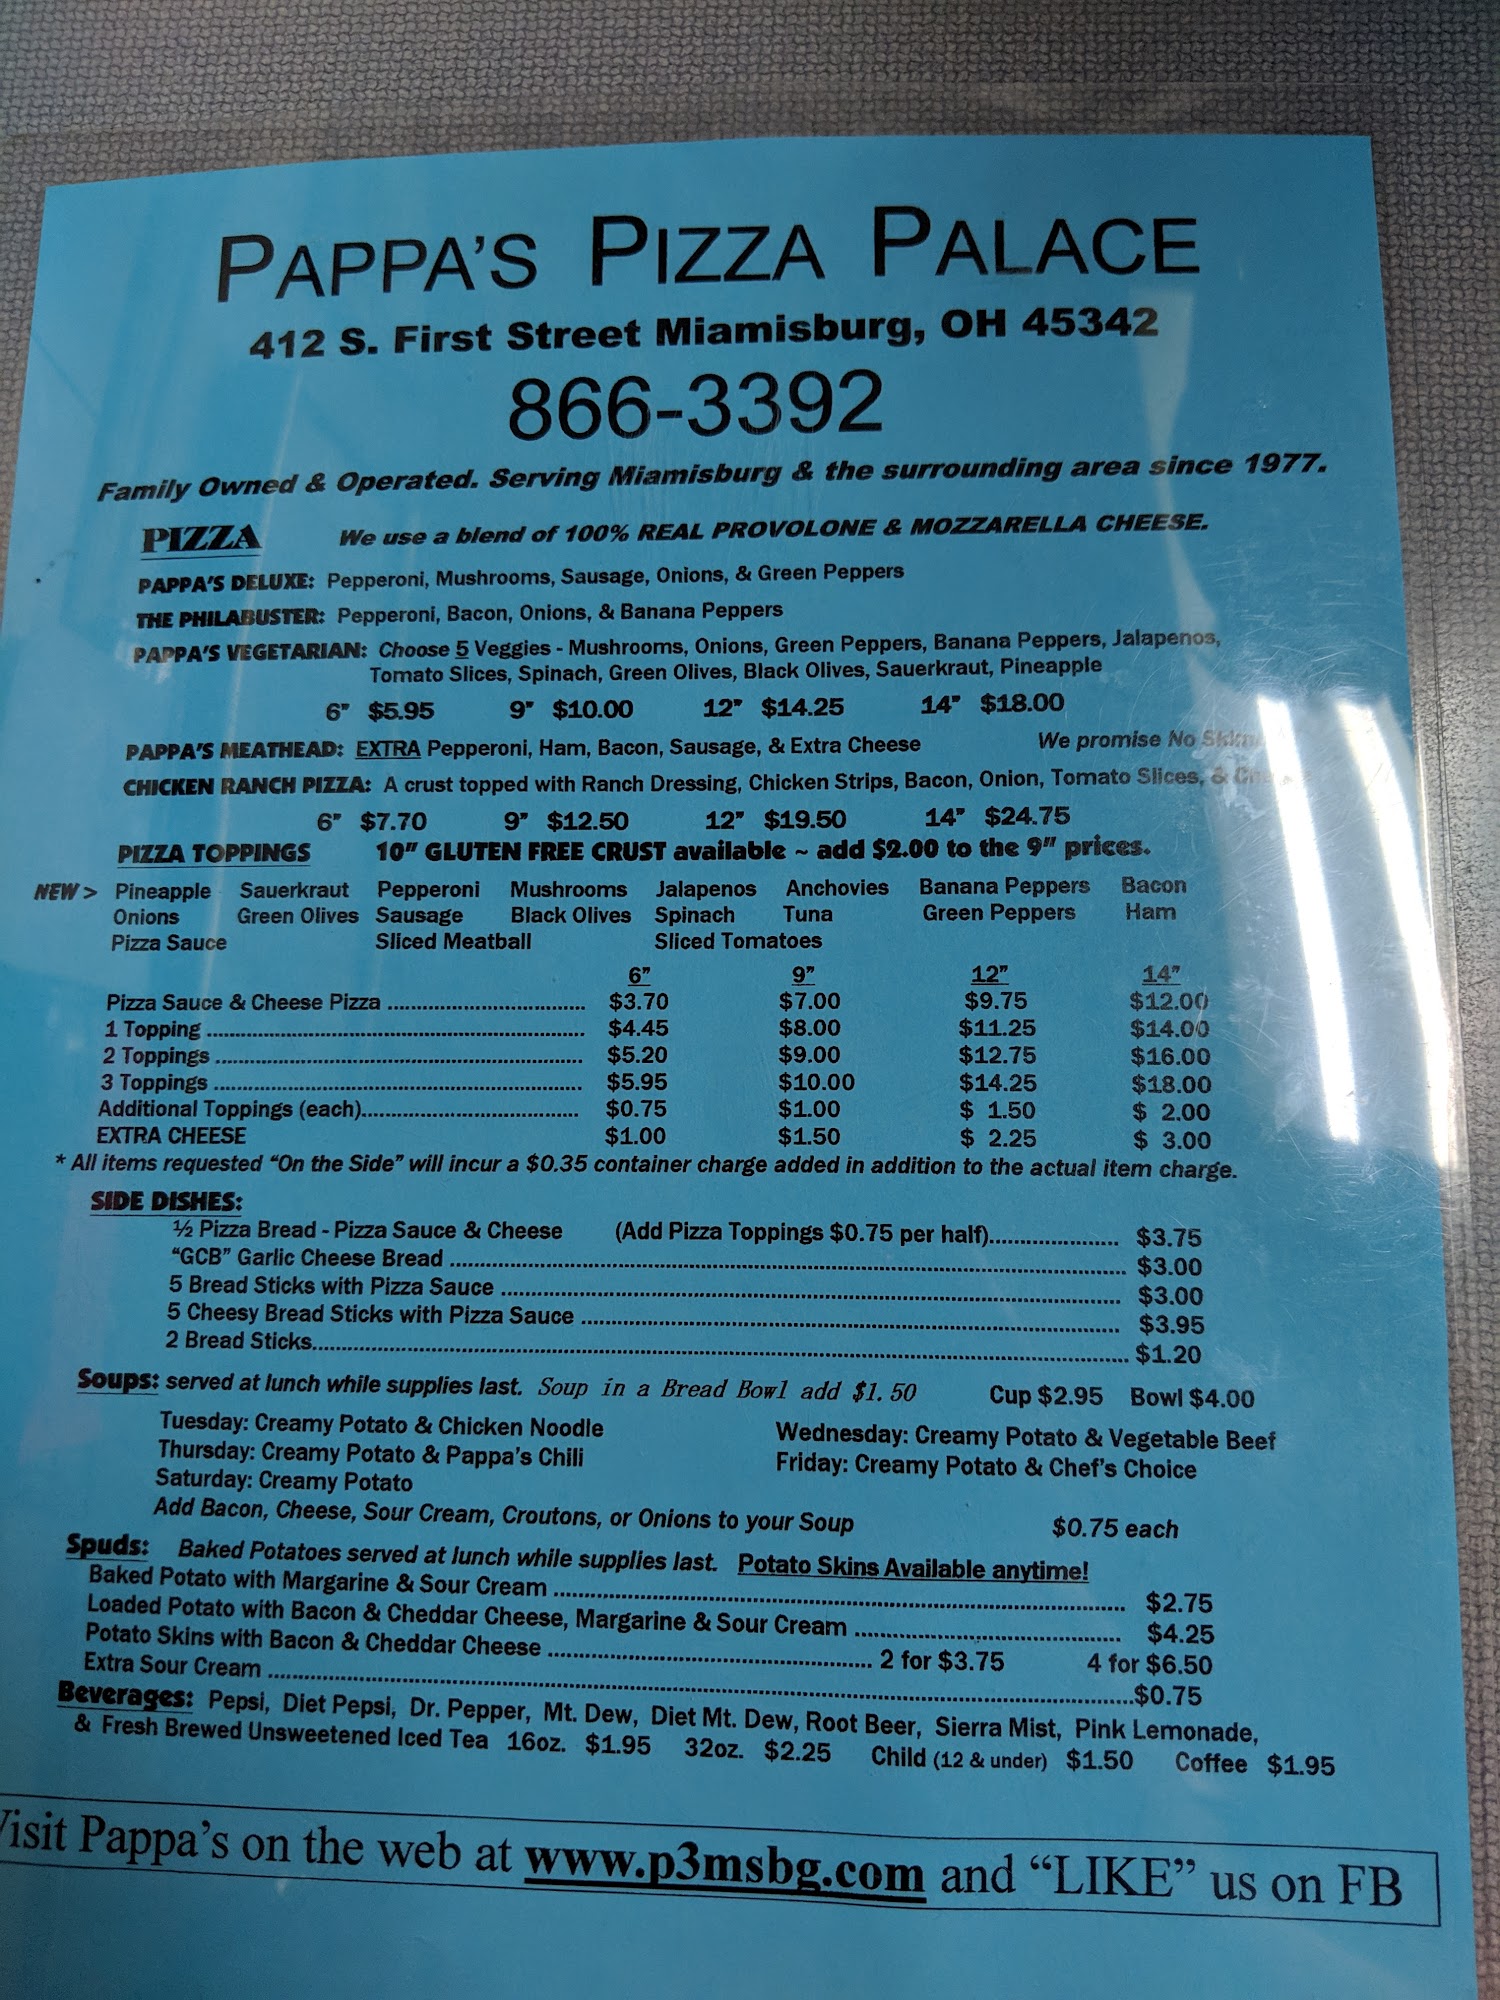 PAPPA'S PIZZA PALACE
412 S. First Street Miamisburg, OH 45342
866-3392
Family Owned & Operated. Serving Miamisburg & the surrounding area since 1977.
PIZZA We use a blend of 100% REAL PROVOLONE & MOZZARELLA CHEESE.
PAPPA'S DELUXE: Pepperoni, Mushrooms, Sausage, Onions, & Green Peppers
THE PHILABUSTER: Pepperoni, Bacon, Onions, & Banana Peppers
PAPPA'S VEGETARIAN: Choose 5 Veggies - Mushrooms, Onions, Green Peppers, Banana Peppers, Jalapenos,
Tomato Slices, Spinach, Green Olives, Black Olives, Sauerkraut, Pineapple
6" $5.95 9" $10.00 12" $14.25 14" $18.00
PAPPA'S MEATHEAD: EXTRA Pepperoni, Ham, Bacon, Sausage, & Extra Cheese We promise No
CHICKEN RANCH PIZZA: A crust topped with Ranch Dressing, Chicken Strips, Bacon, Onion, Tomato Slices, &
6" $7.70 9" $12.50 12" $19.50 14" $24.75
PIZZA TOPPINGS 10" GLUTEN FREE CRUST available ~ add $2.00 to the 9" prices.
NEW > Pineapple Sauerkraut Pepperoni Mushrooms Jalapenos Anchovies Banana Peppers Bacon
Onions Green Olives Sausage Black Olives Spinach Tuna Green Peppers Ham
Pizza Sauce Sliced Meatball Sliced Tomatoes
6" 9" 12" 14"
Pizza Sauce & Cheese Pizza .............................. $3.70 $7.00 $9.75 $12.00
1 Topping .............................. $4.45 $8.00 $11.25 $14.00
2 Toppings .............................. $5.20 $9.00 $12.75 $16.00
3 Toppings .............................. $5.95 $10.00 $14.25 $18.00
Additional Toppings (each).............................. $0.75 $1.00 $ 1.50 $ 2.00
EXTRA CHEESE $1.00 $1.50 $ 2.25 $ 3.00
* All items requested "On the Side" will incur a $0.35 container charge added in addition to the actual item charge.
SIDE DISHES:
½ Pizza Bread - Pizza Sauce & Cheese (Add Pizza Toppings $0.75 per half).................... $3.75
"GCB" Garlic Cheese Bread .............................. $3.00
5 Bread Sticks with Pizza Sauce .............................. $3.00
5 Cheesy Bread Sticks with Pizza Sauce .............................. $3.95
2 Bread Sticks.............................. $1.20
Soups: served at lunch while supplies last. Soup in a Bread Bowl add $1.50 Cup $2.95 Bowl $4.00
Tuesday: Creamy Potato & Chicken Noodle Wednesday: Creamy Potato & Vegetable Beef
Thursday: Creamy Potato & Pappa's Chili Friday: Creamy Potato & Chef's Choice
Saturday: Creamy Potato
Add Bacon, Cheese, Sour Cream, Croutons, or Onions to your Soup $0.75 each
Spuds: Baked Potatoes served at lunch while supplies last. Potato Skins Available anytime!
Baked Potato with Margarine & Sour Cream .............................. $2.75
Loaded Potato with Bacon & Cheddar Cheese, Margarine & Sour Cream .............................. $4.25
Potato Skins with Bacon & Cheddar Cheese .............................. 2 for $3.75 4 for $6.50
Extra Sour Cream ..............................$0.75
Beverages: Pepsi, Diet Pepsi, Dr. Pepper, Mt. Dew, Diet Mt. Dew, Root Beer, Sierra Mist, Pink Lemonade,
& Fresh Brewed Unsweetened Iced Tea 16oz. $1.95 32oz. $2.25 Child (12 & under) $1.50 Coffee $1.95
Visit Pappa's on the web at www.p3msbg.com and "LIKE" us on FB